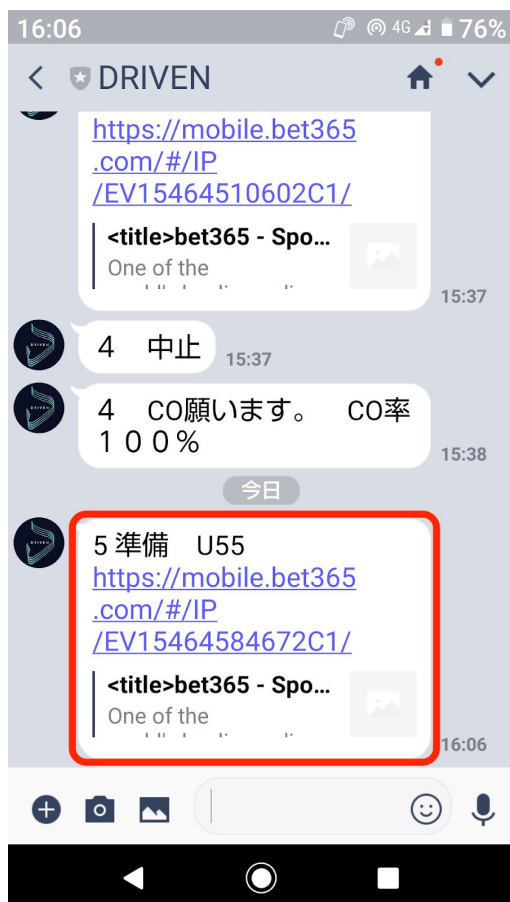 16:06
4G
76%
DRIVEN
https://mobile.bet365
.com/#/IP
/EV15464510602C1/
<title>bet365 - Spo...
One of the
15:37
4 中止
15:37
4 CO願います。 CO率
100%
15:38
今日
5準備 U55
https://mobile.bet365
.com/#/IP
/EV15464584672C1/
<title>bet365 - Spo...
One of the
16:06